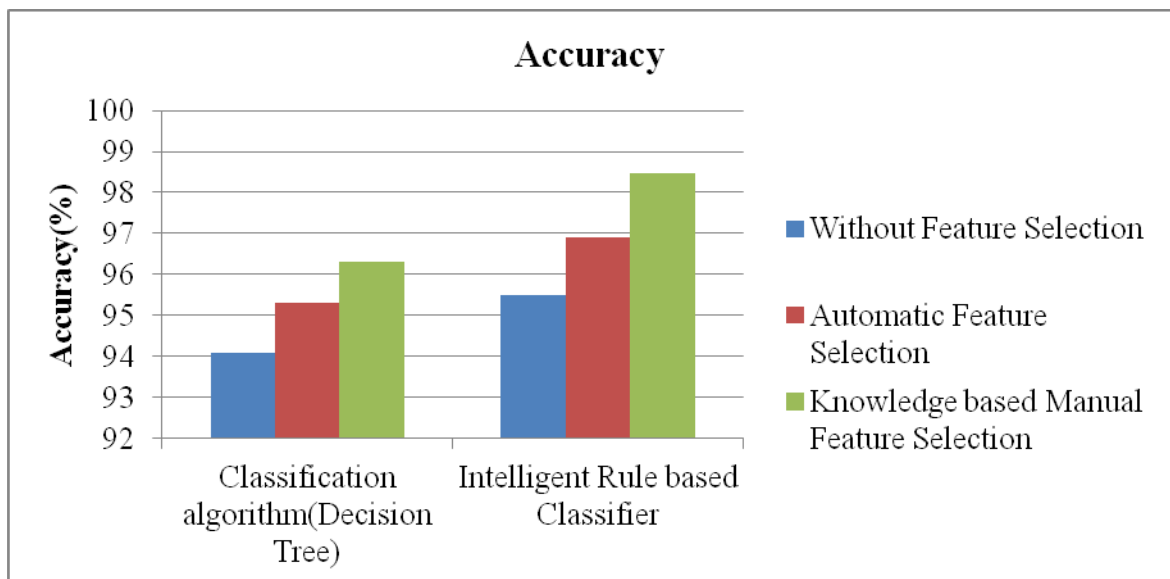 Accuracy
Accuracy(%)
100
99
98
97
96
95
94
93
92
Classification
algorithm(Decision
Tree)
Intelligent Rule based
Classifier
Without Feature Selection
Automatic Feature
Selection
Knowledge based Manual
Feature Selection